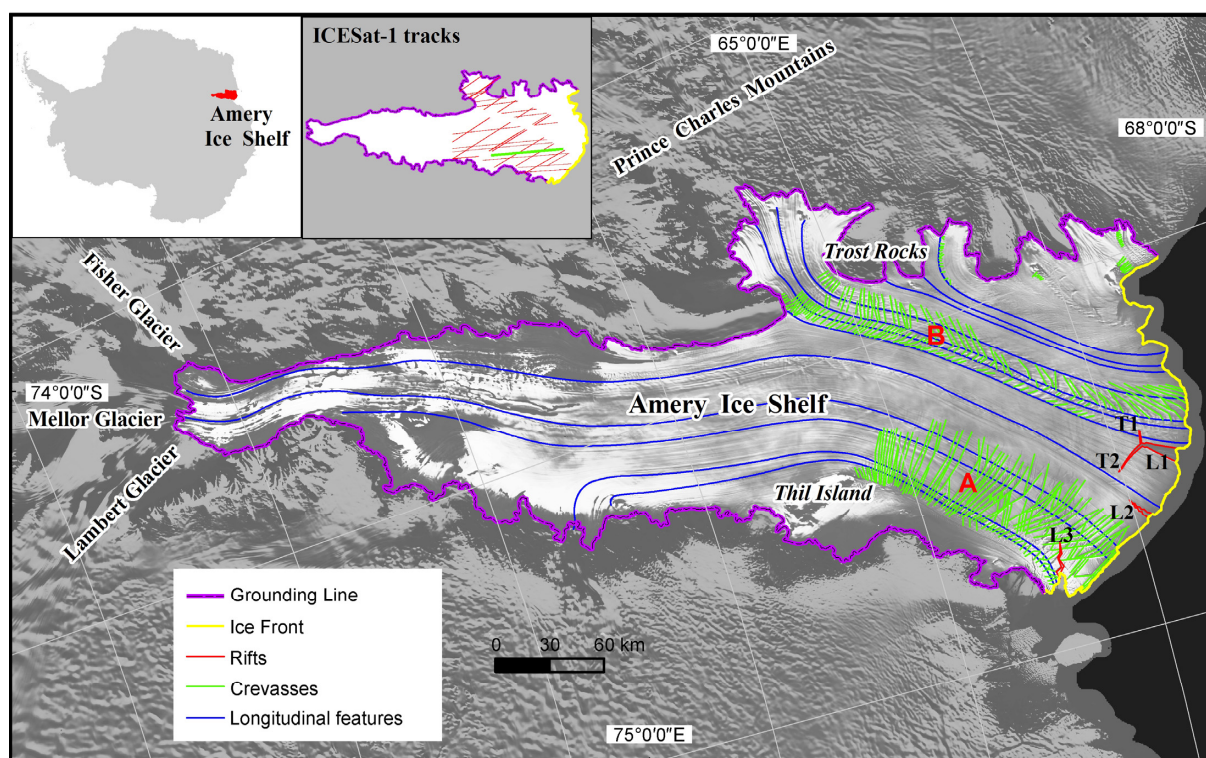 Amery
Ice Shelf
ICESat-1 tracks
65°0'0"E
Prince Charles Mountains
68°0'0"S
Trost Rocks
Fisher Glacier
B
74°0'0"S
Mellor Glacier
Amery Ice Shelf
T1
T2
L1
Lambert Glacier
Thil Island
A
L2
L3
Grounding Line
Ice Front
Rifts
Crevasses
Longitudinal features
0 30 60 km
75°0'0"E